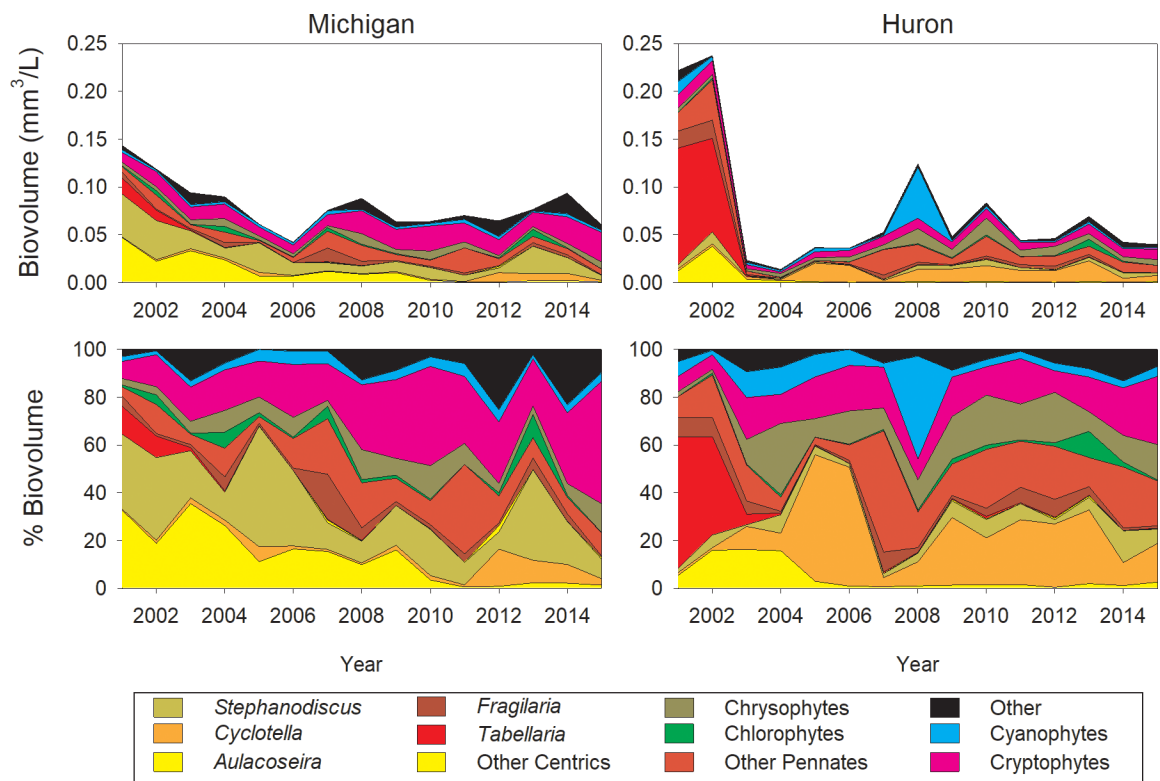 Michigan
Huron
Biovolume (mm³/L)
0.25
0.20
0.15
0.10
0.05
0.00
2002 2004 2006 2008 2010 2012 2014
0.25
0.20
0.15
0.10
0.05
0.00
2002 2004 2006 2008 2010 2012 2014
% Biovolume
100
80
60
40
20
0
2002 2004 2006 2008 2010 2012 2014
100
80
60
40
20
0
2002 2004 2006 2008 2010 2012 2014
Year
Year
Stephanodiscus Fragilaria Chrysophytes Other
Cyclotella Tabellaria Chlorophytes Cyanophytes
Aulacoseira Other Centrics Other Pennates Cryptophytes